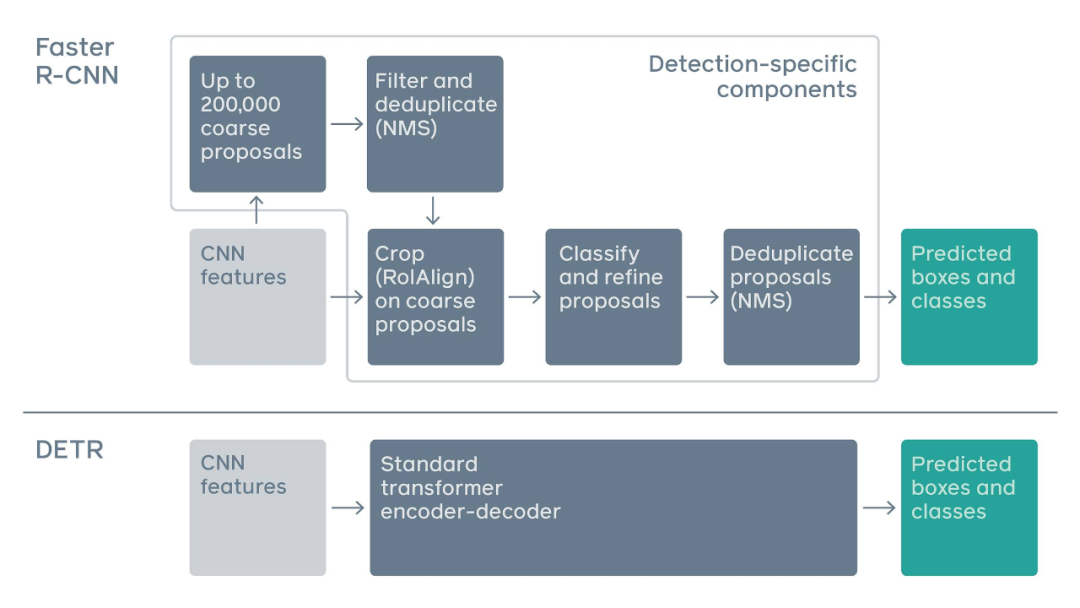 Faster
R-CNN
Detection-specific
components
Up to
200,000
coarse
proposals
Filter and
deduplicate
(NMS)
CNN
features
Crop
(RoIAlign)
on coarse
proposals
Classify
and refine
proposals
Deduplicate
proposals
(NMS)
Predicted
boxes and
classes
DETR
CNN
features
Standard
transformer
encoder-decoder
Predicted
boxes and
classes